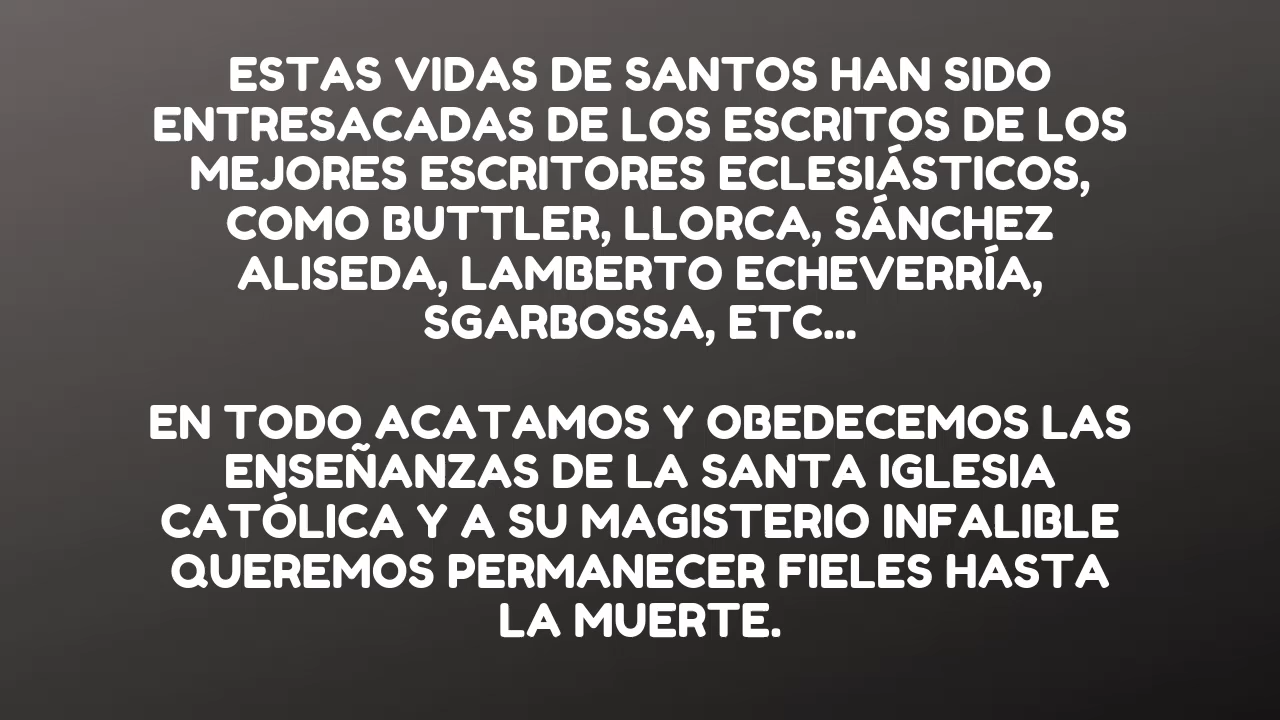 ESTAS VIDAS DE SANTOS HAN SIDO
ENTRESACADAS DE LOS ESCRITOS DE LOS
MEJORES ESCRITORES ECLESIÁSTICOS,
COMO BUTTLER, LLORCA, SÁNCHEZ
ALISEDA, LAMBERTO ECHEVERRÍA,
SGARBOSSA, ETC...
EN TODO ACATAMOS Y OBEDECEMOS LAS
ENSEÑANZAS DE LA SANTA IGLESIA
CATÓLICA Y A SU MAGISTERIO INFALIBLE
QUEREMOS PERMANECER FIELES HASTA
LA MUERTE.